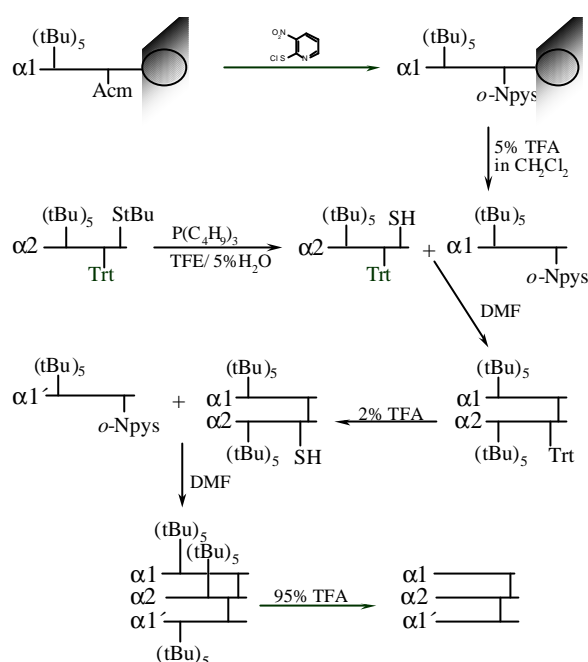 (tBu)5
α1
Acm
O2N
Cl S N
(tBu)5
α1
o-Npys
5% TFA
in CH2Cl2
(tBu)5 StBu
α2
Trt
P(C4H9)3
TFE/ 5%H2O
(tBu)5 SH
α2
Trt
+
(tBu)5
α1
o-Npys
DMF
(tBu)5
α1´
o-Npys
+
(tBu)5
α1
α2
(tBu)5
SH
2% TFA
(tBu)5
α1
α2
(tBu)5 Trt
DMF
(tBu)5
(tBu)5
α1
α2
α1´
(tBu)5
95% TFA
α1
α2
α1´